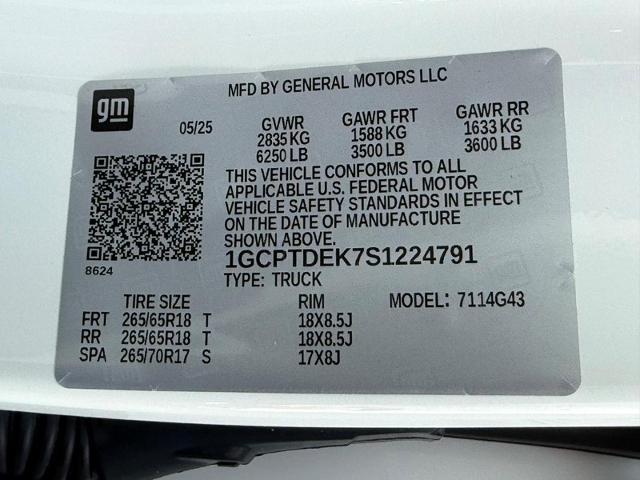 MFD BY GENERAL MOTORS LLC
gm
05/25 GVWR GAWR FRT GAWR RR
2835 KG 1588 KG 1633 KG
6250 LB 3500 LB 3600 LB
THIS VEHICLE CONFORMS TO ALL
APPLICABLE U.S. FEDERAL MOTOR
VEHICLE SAFETY STANDARDS IN EFFECT
ON THE DATE OF MANUFACTURE
SHOWN ABOVE.
8624
1GCPTDEK7S1224791
TYPE: TRUCK
TIRE SIZE RIM MODEL: 7114G43
FRT 265/65R18 T 18X8.5J
RR 265/65R18 T 18X8.5J
SPA 265/70R17 S 17X8J